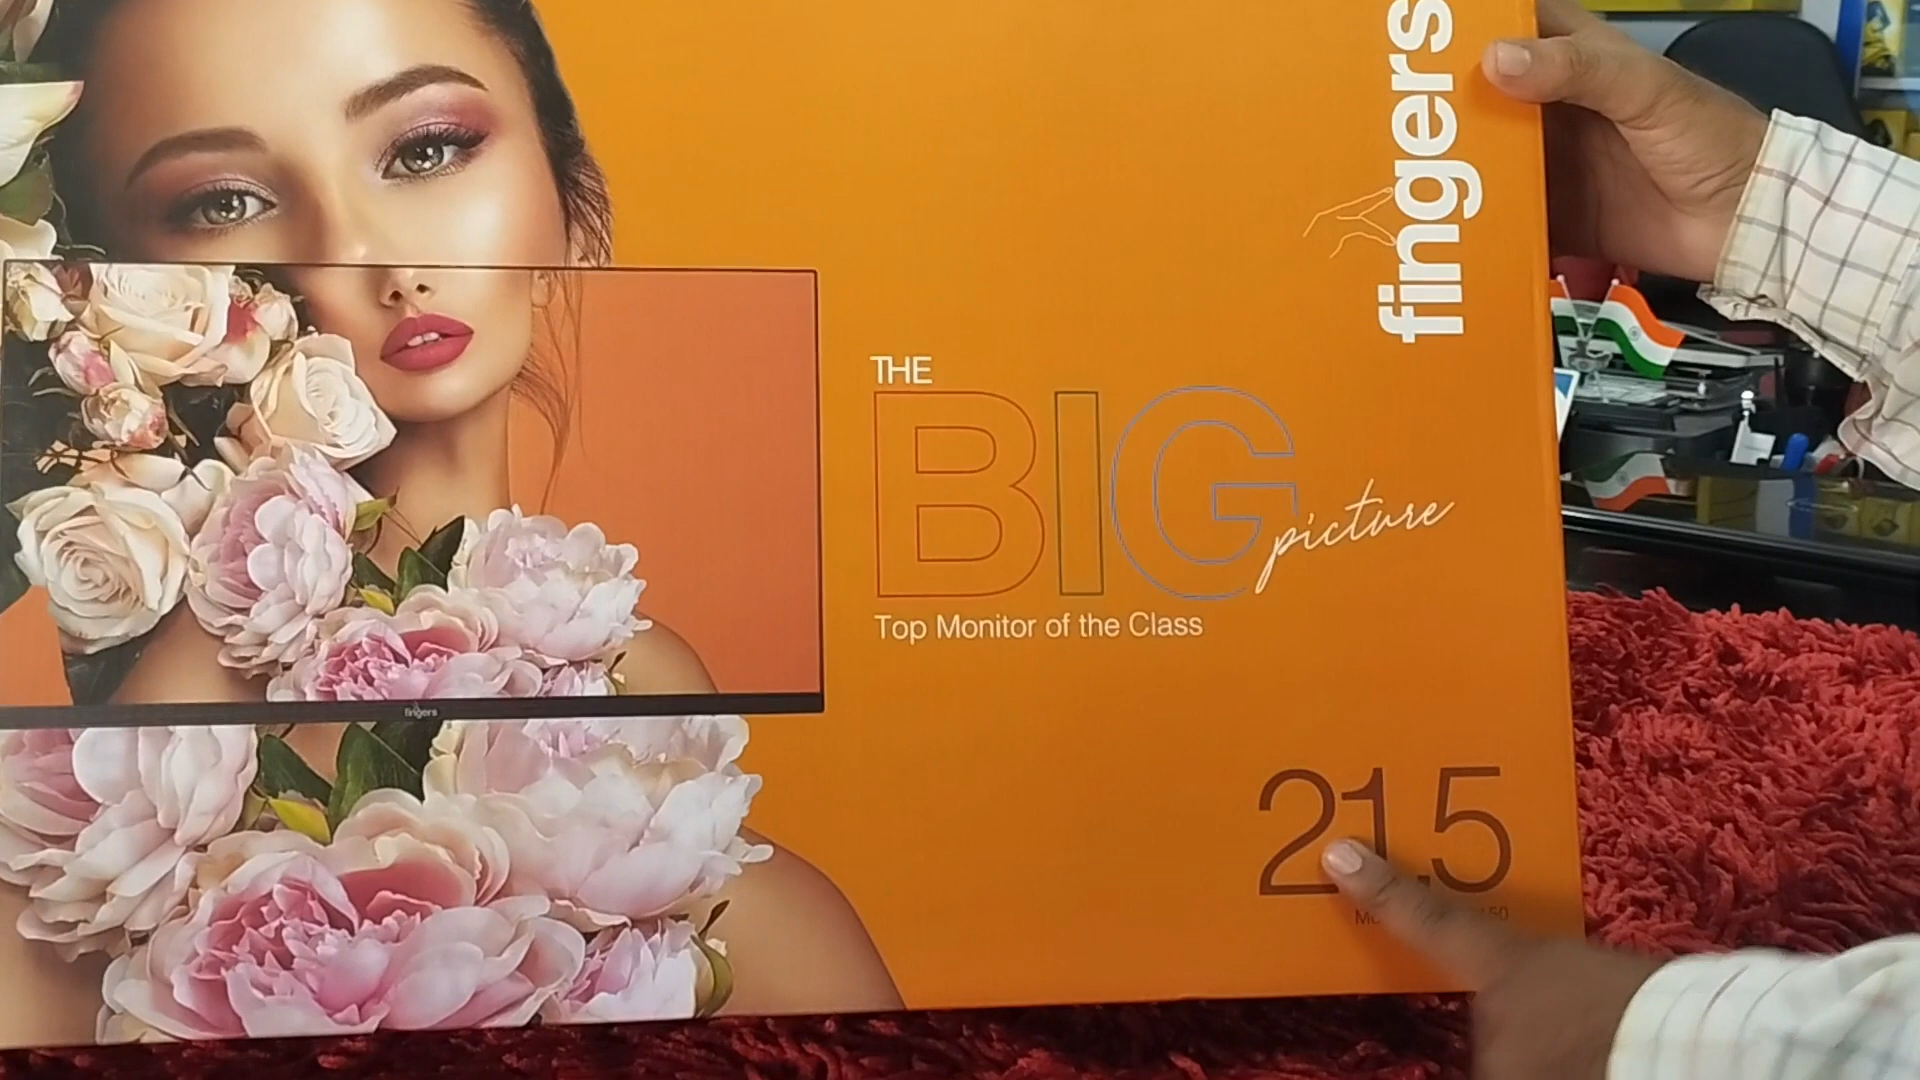 fingers
THE
BIG
picture
Top Monitor of the Class
fingers
21.5